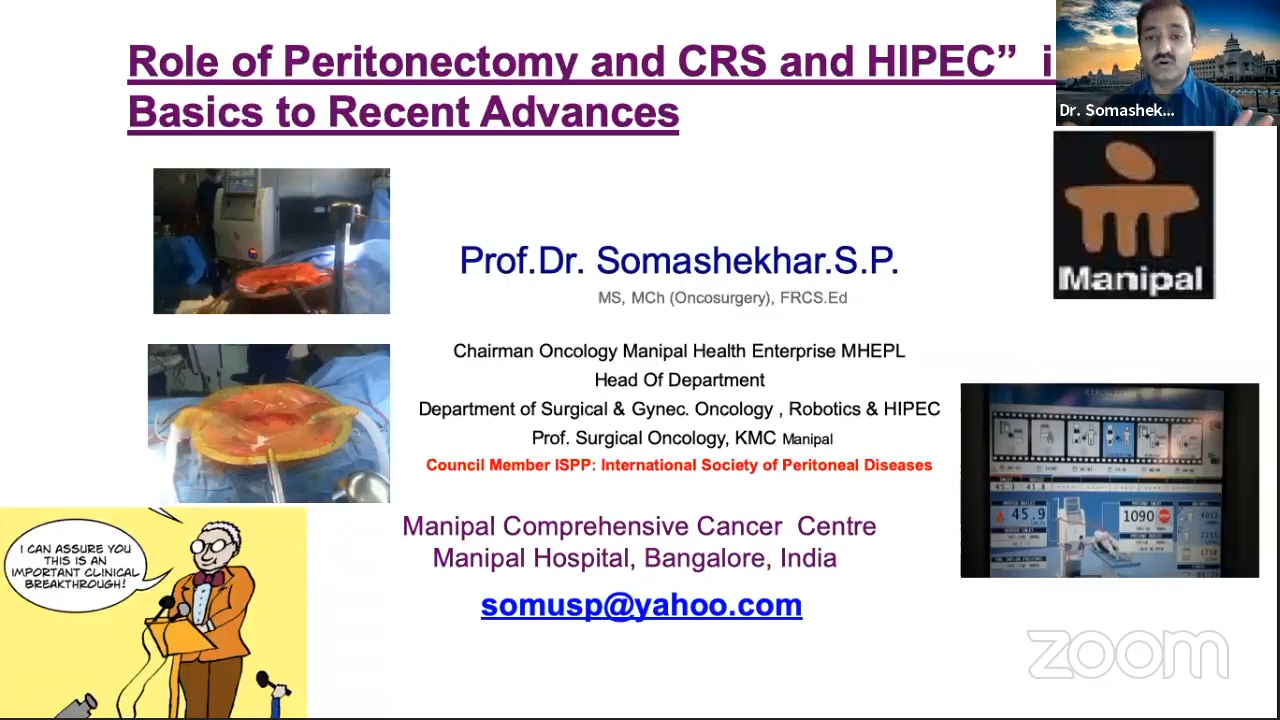 Role of Peritonectomy and CRS and HIPEC” i
Basics to Recent Advances
Dr. Somashek...
Manipal
Prof.Dr. Somashekhar.S.P.
MS, MCh (Oncosurgery), FRCS.Ed
Chairman Oncology Manipal Health Enterprise MHEPL
Head Of Department
Department of Surgical & Gynec. Oncology , Robotics & HIPEC
Prof. Surgical Oncology, KMC Manipal
Council Member ISPP: International Society of Peritoneal Diseases
45.9
1090
I CAN ASSURE YOU
THIS IS AN
IMPORTANT CLINICAL
BREAKTHROUGH!
Manipal Comprehensive Cancer Centre
Manipal Hospital, Bangalore, India
somusp@yahoo.com
zoom